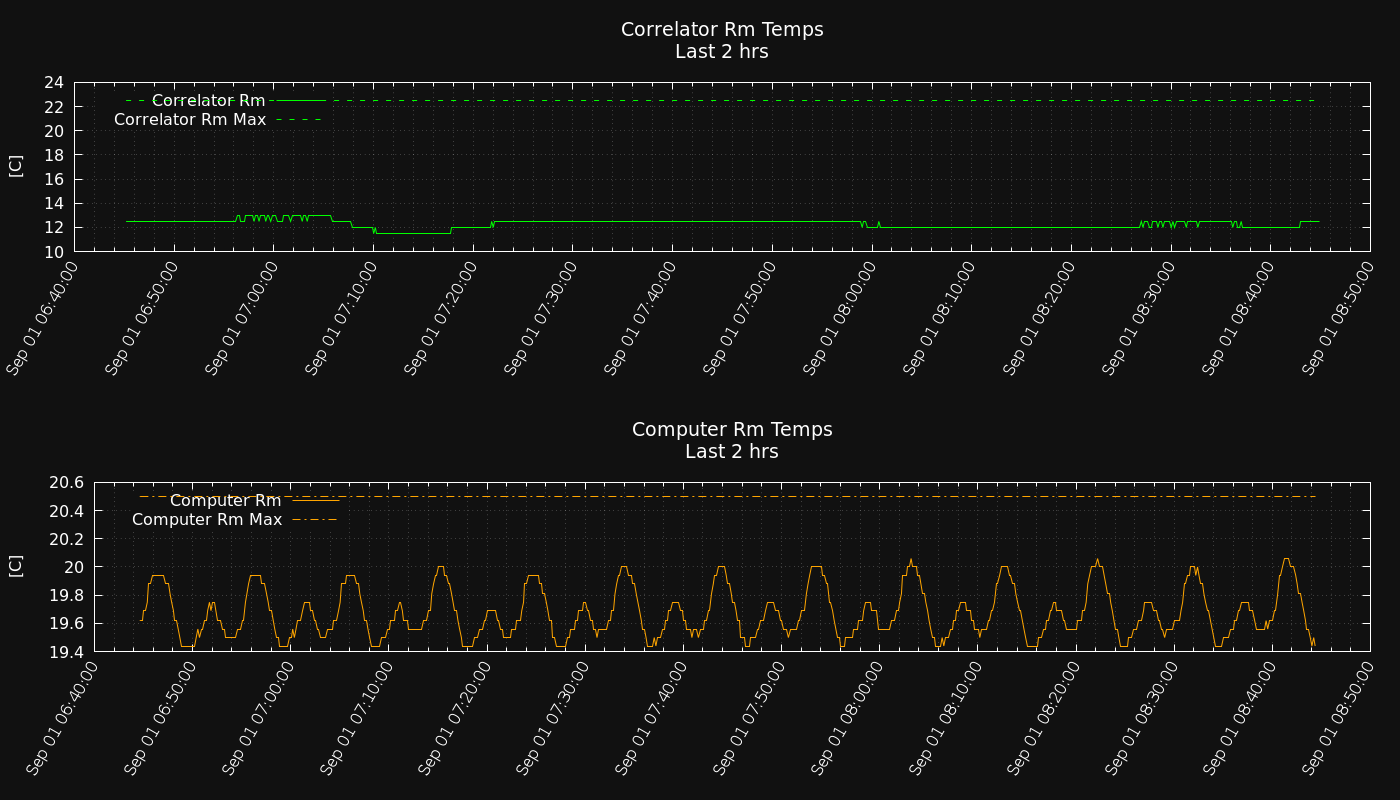 Correlator Rm Temps
Last 2 hrs
24
22
20
18
16
14
12
10
[C]
Correlator Rm
Correlator Rm Max
Sep 01 06:40:00
Sep 01 06:50:00
Sep 01 07:00:00
Sep 01 07:10:00
Sep 01 07:20:00
Sep 01 07:30:00
Sep 01 07:40:00
Sep 01 07:50:00
Sep 01 08:00:00
Sep 01 08:10:00
Sep 01 08:20:00
Sep 01 08:30:00
Sep 01 08:40:00
Sep 01 08:50:00
Computer Rm Temps
Last 2 hrs
20.6
20.4
20.2
20
19.8
19.6
19.4
[C]
Computer Rm
Computer Rm Max
Sep 01 06:40:00
Sep 01 06:50:00
Sep 01 07:00:00
Sep 01 07:10:00
Sep 01 07:20:00
Sep 01 07:30:00
Sep 01 07:40:00
Sep 01 07:50:00
Sep 01 08:00:00
Sep 01 08:10:00
Sep 01 08:20:00
Sep 01 08:30:00
Sep 01 08:40:00
Sep 01 08:50:00